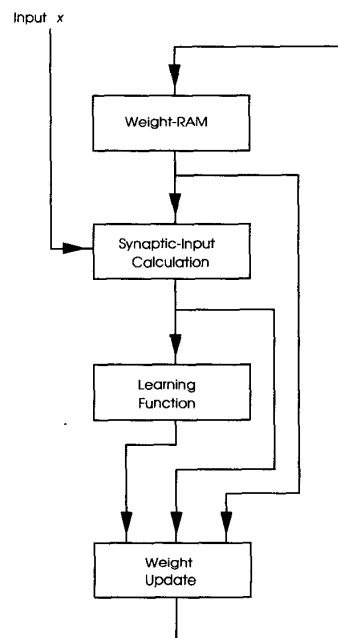 Input x
Weight-RAM
Synaptic-Input
Calculation
Learning
Function
Weight
Update